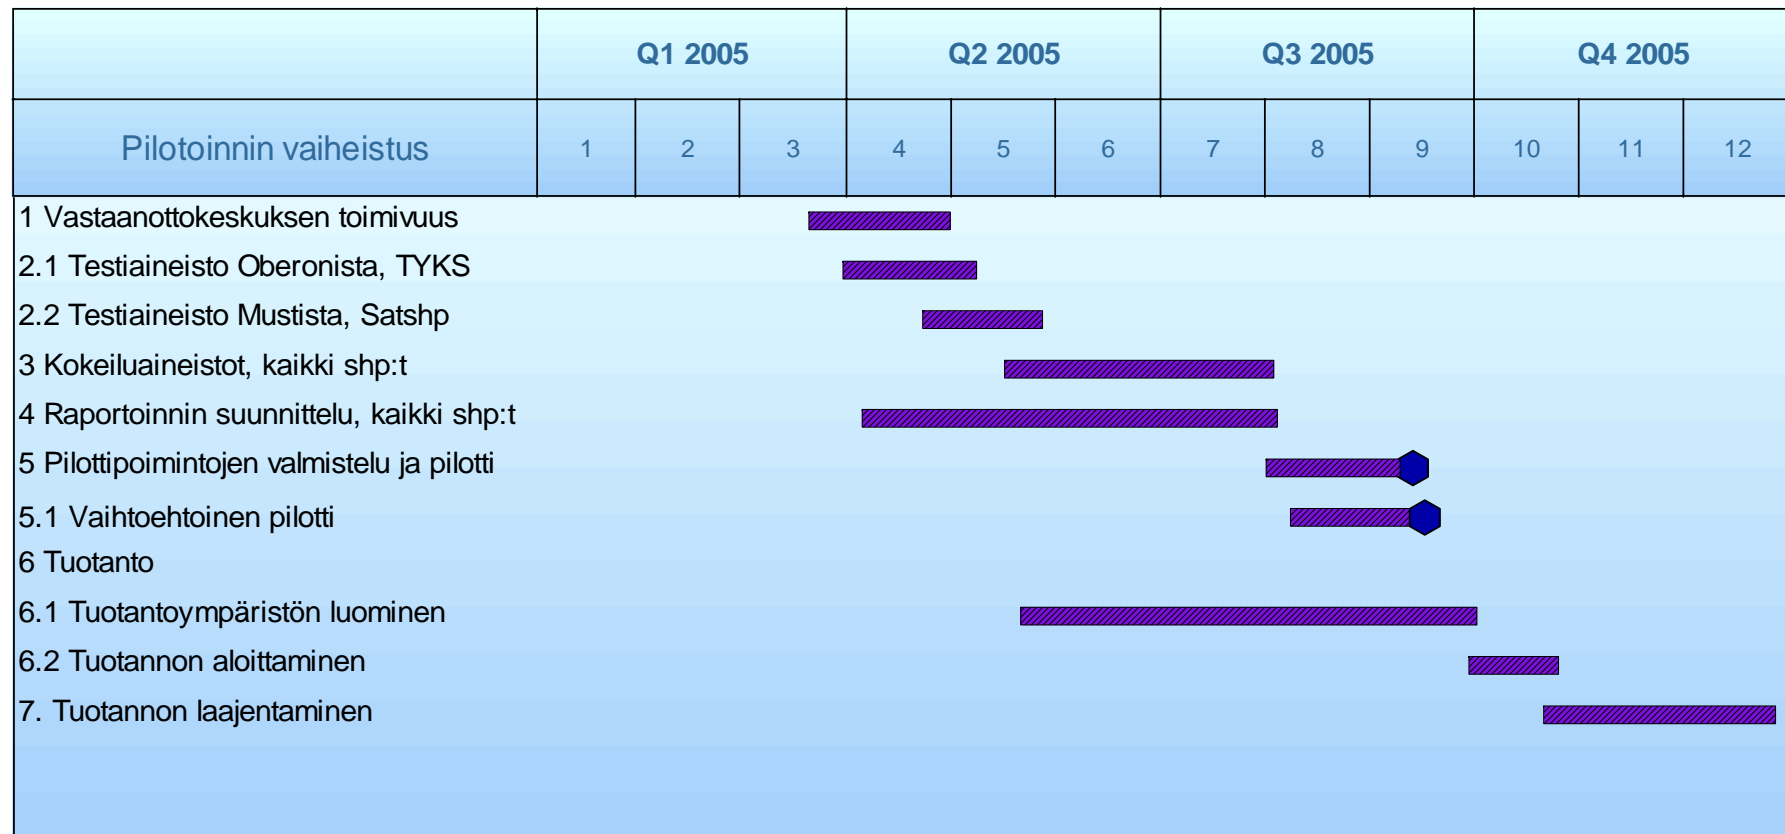 Q1 2005 Q2 2005 Q3 2005 Q4 2005
Pilotoinnin vaiheistus 1 2 3 4 5 6 7 8 9 10 11 12
1 Vastaanottokeskuksen toimivuus
2.1 Testiaineisto Oberonista, TYKS
2.2 Testiaineisto Mustista, Satshp
3 Kokeiluaineistot, kaikki shp:t
4 Raportoinnin suunnittelu, kaikki shp:t
5 Pilottipoimintojen valmistelu ja pilotti
5.1 Vaihtoehtoinen pilotti
6 Tuotanto
6.1 Tuotantoympäristön luominen
6.2 Tuotannon aloittaminen
7. Tuotannon laajentaminen